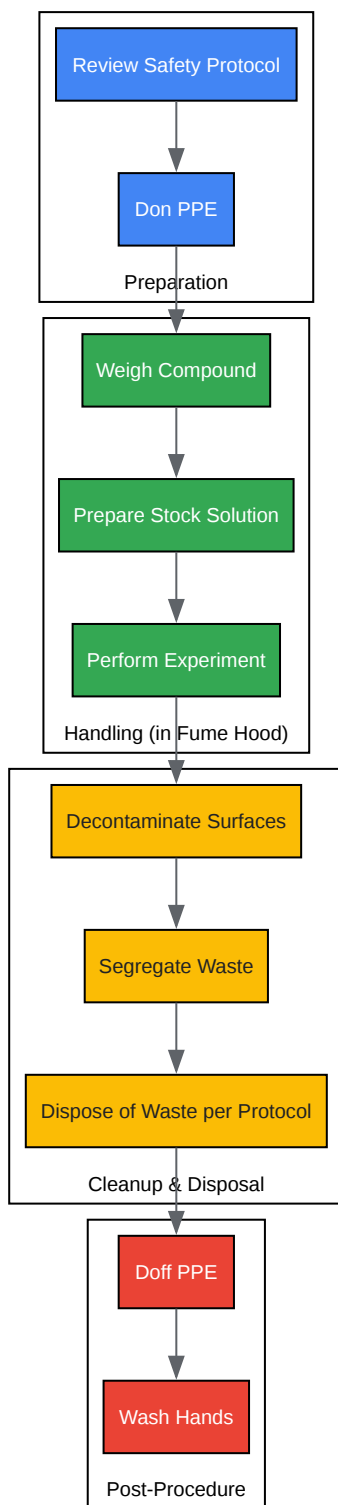 Review Safety Protocol
Don PPE
Preparation
Weigh Compound
Prepare Stock Solution
Perform Experiment
Handling (in Fume Hood)
Decontaminate Surfaces
Segregate Waste
Dispose of Waste per Protocol
Cleanup & Disposal
Doff PPE
Wash Hands
Post-Procedure